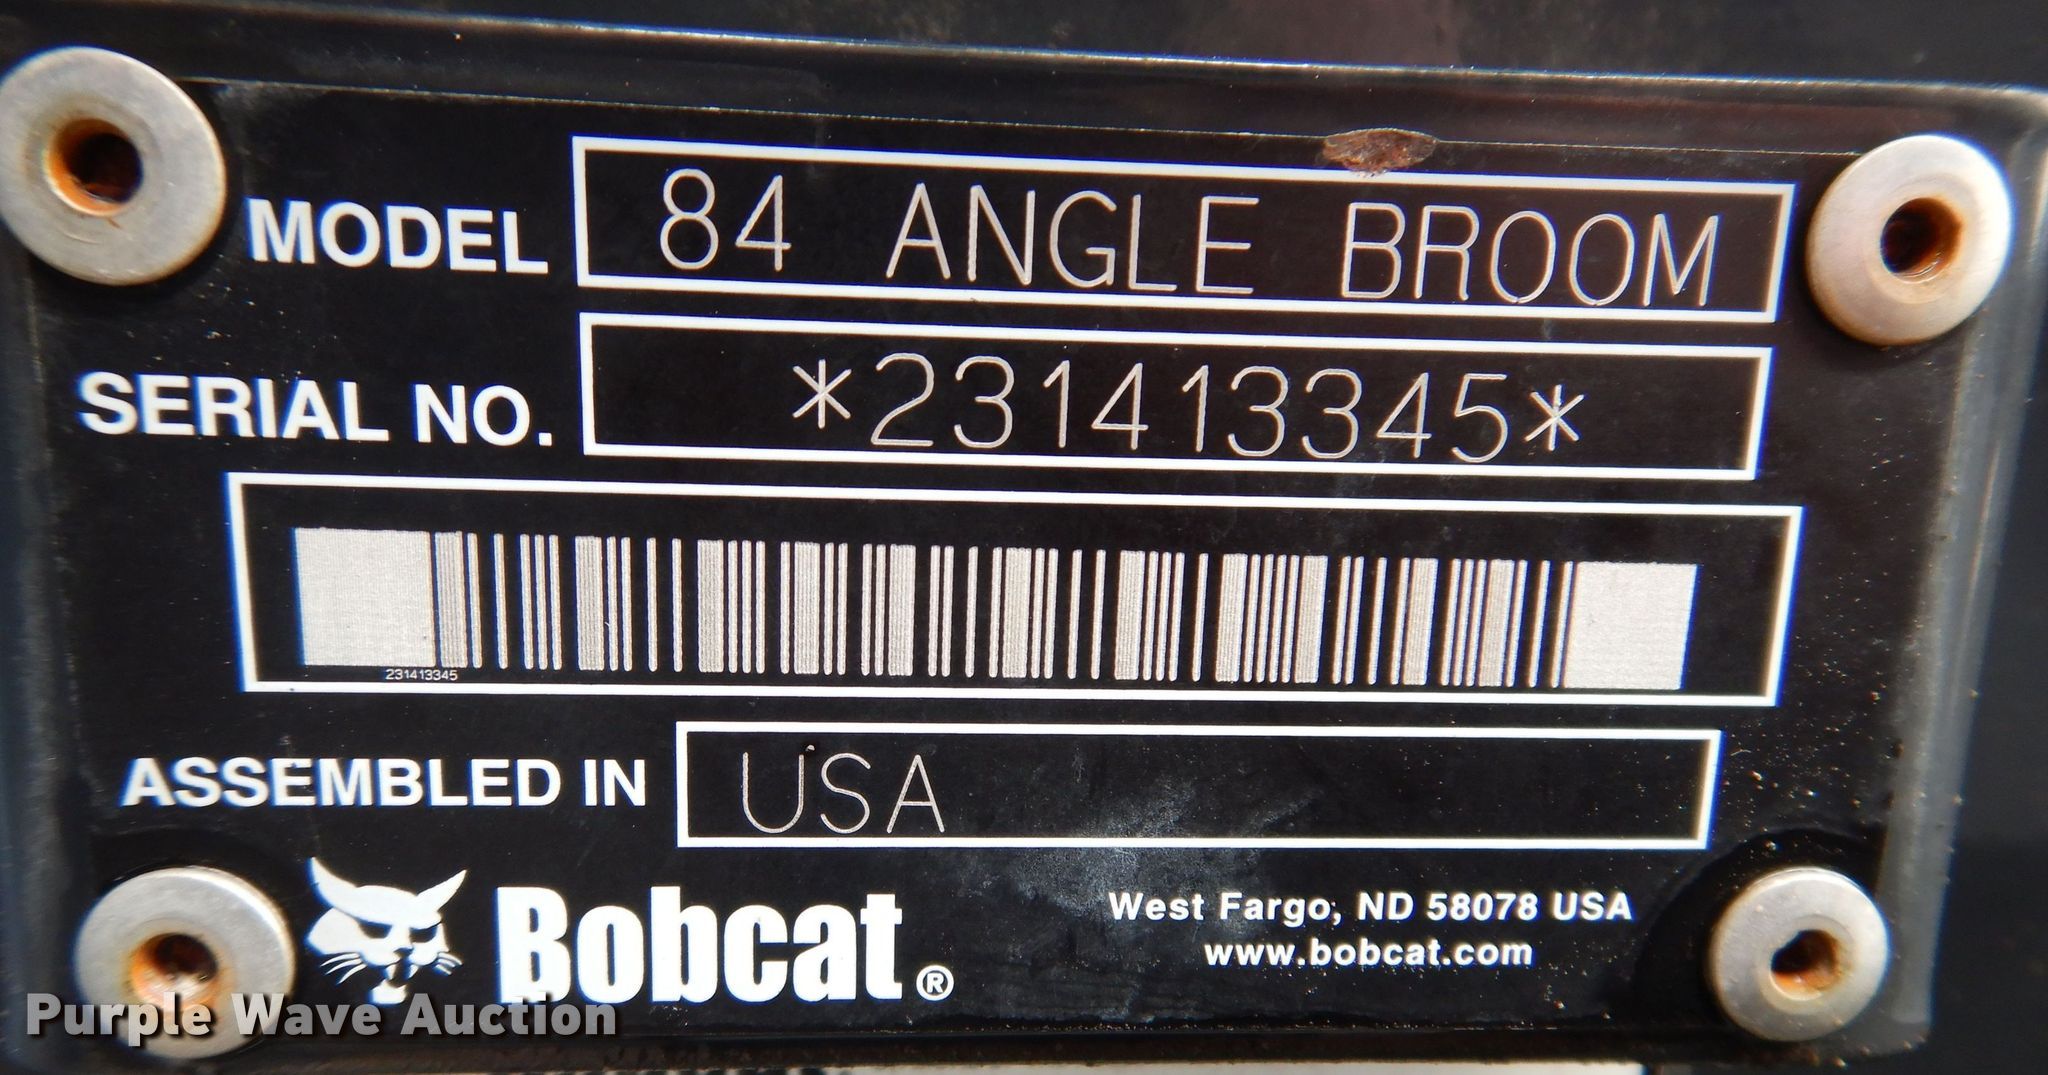 MODEL 84 ANGLE BROOM
SERIAL NO. *231413345*
231413345
ASSEMBLED IN USA
Bobcat®
West Fargo, ND 58078 USA
www.bobcat.com
Purple Wave Auction